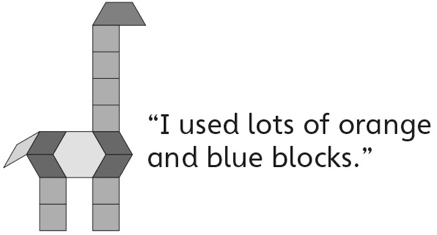 “I used lots of orange
and blue blocks.”